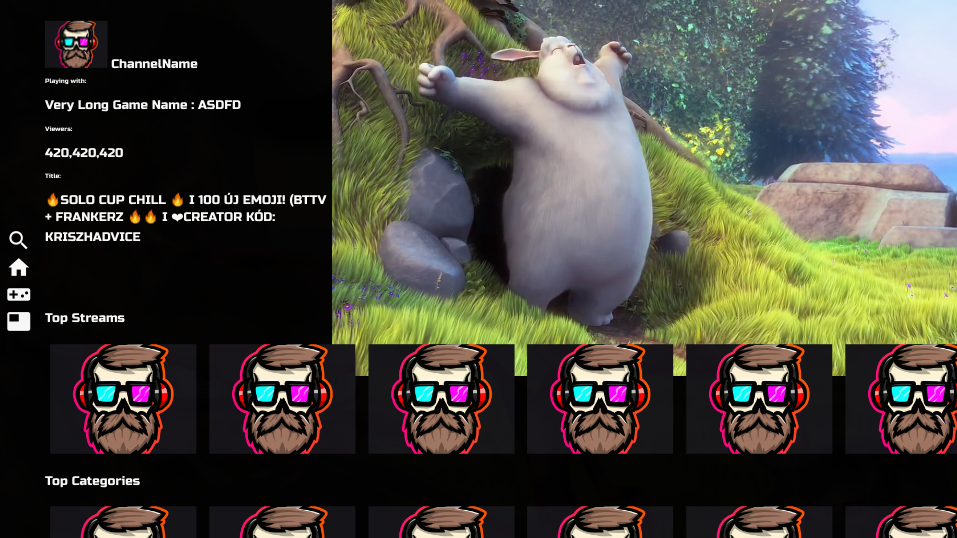 ChannelName
Playing with:
Very Long Game Name : ASDFD
Viewers:
420,420,420
Title:
🔥SOLO CUP CHILL 🔥 I 100 ÚJ EMOJI! (BTTV
+ FRANKERZ 🔥🔥 I ❤CREATOR KÓD:
KRISZHADVICE
Top Streams
Top Categories